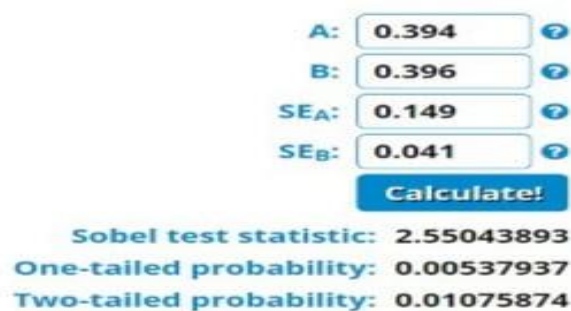 A: 0.394 ?
B: 0.396 ?
SEA: 0.149 ?
SEB: 0.041 ?
Calculate!
Sobel test statistic: 2.55043893
One-tailed probability: 0.00537937
Two-tailed probability: 0.01075874